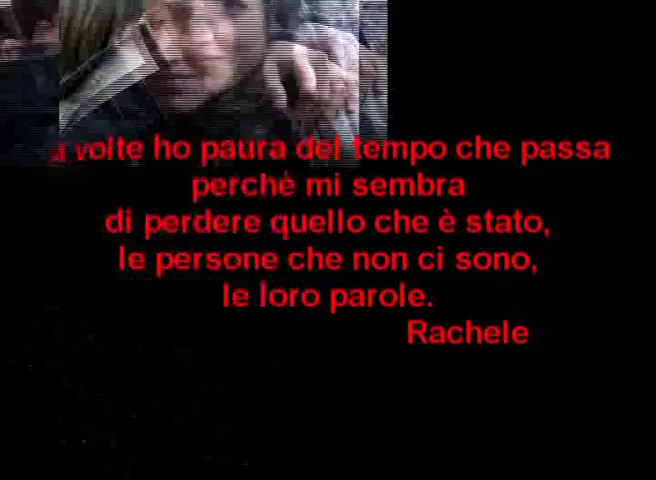 a volte ho paura del tempo che passa
perchè mi sembra
di perdere quello che è stato,
le persone che non ci sono,
le loro parole.
Rachele